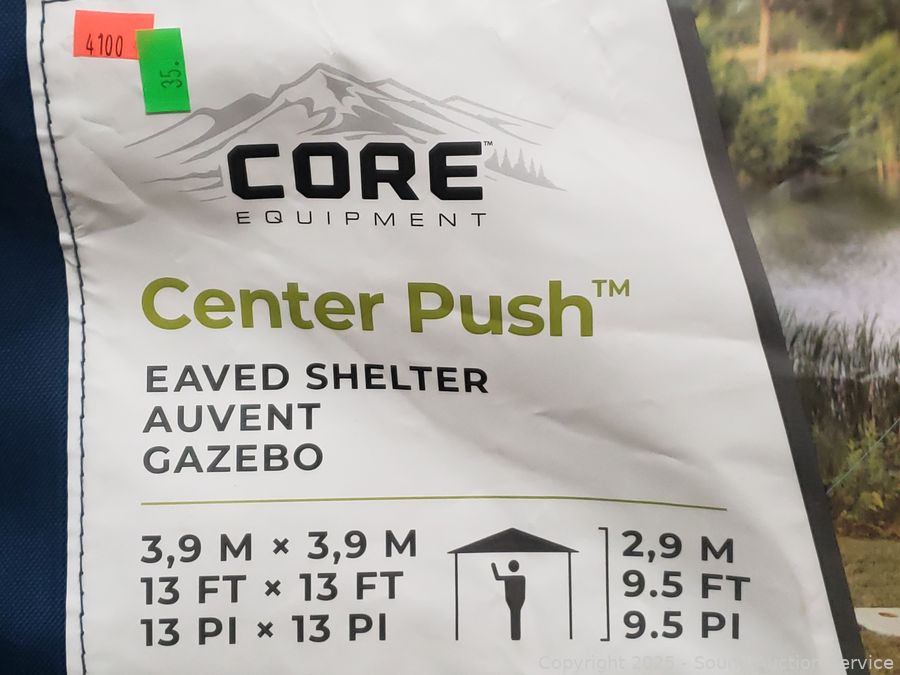 4100
35.
CORE™
EQUIPMENT
Center Push™
EAVED SHELTER
AUVENT
GAZEBO
3,9 M × 3,9 M
13 FT × 13 FT
13 PI × 13 PI
2,9 M
9.5 FT
9.5 PI
Copyright 2025 - Sound Auction Service